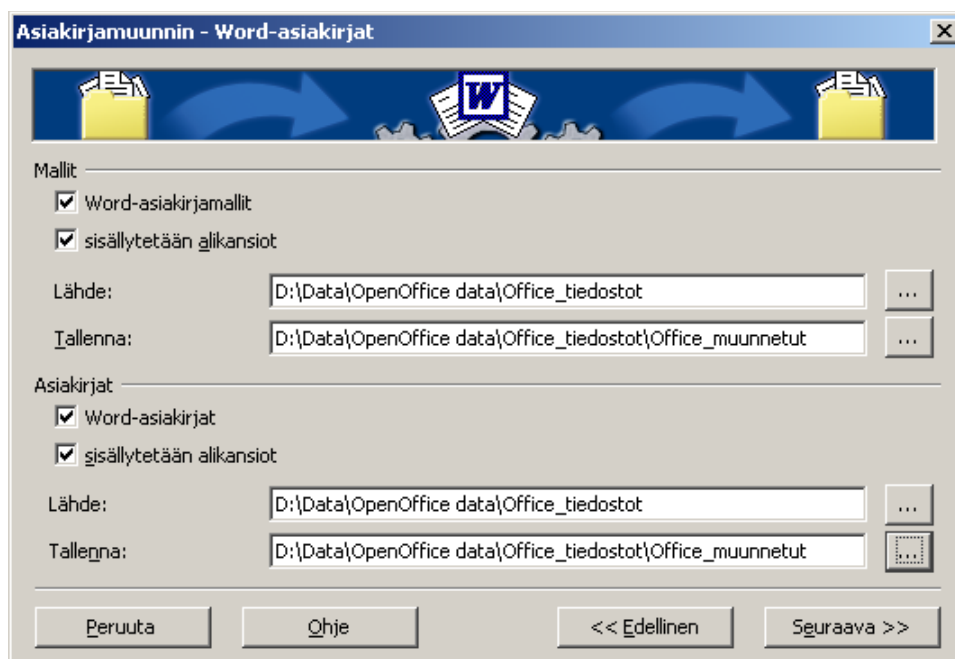 Asiakirjamuunnin - Word-asiakirjat
W
Mallit
Word-asiakirjamallit
sisällytetään alikansiot
Lähde: D:\Data\OpenOffice data\Office_tiedostot ...
Tallenna: D:\Data\OpenOffice data\Office_tiedostot\Office_muunnetut ...
Asiakirjat
Word-asiakirjat
sisällytetään alikansiot
Lähde: D:\Data\OpenOffice data\Office_tiedostot ...
Tallenna: D:\Data\OpenOffice data\Office_tiedostot\Office_muunnetut ...
Peruuta Ohje << Edellinen Seuraava >>